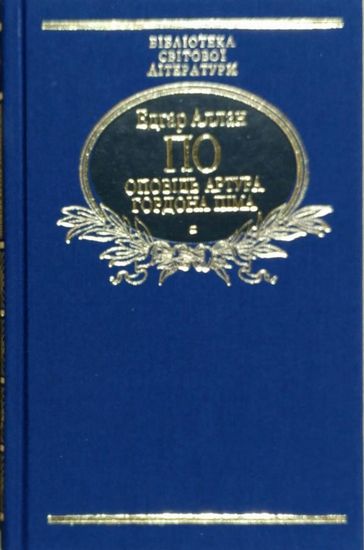 БІБЛІОТЕКА
СВІТОВОЇ
ЛІТЕРАТУРИ
Едгар Аллан
ПО
ОПОВІДЬ АРТУРА
ГОРДОНА ПІМА